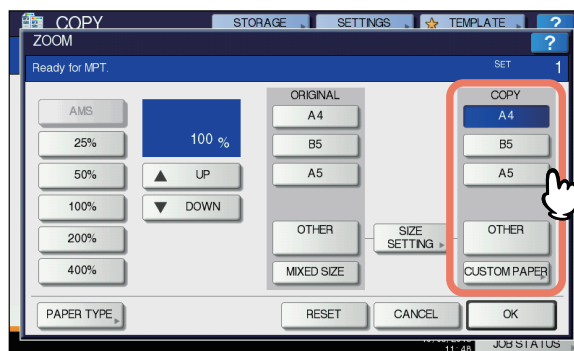 COPY
STORAGE
SETTINGS
TEMPLATE
?
ZOOM
?
Ready for MPT.
SET
1
AMS
25%
50%
100%
200%
400%
100 %
UP
DOWN
ORIGINAL
A4
B5
A5
OTHER
MIXED SIZE
SIZE
SETTING
COPY
A4
B5
A5
OTHER
CUSTOM PAPER
PAPER TYPE
RESET
CANCEL
OK
11:48
JOB STATUS